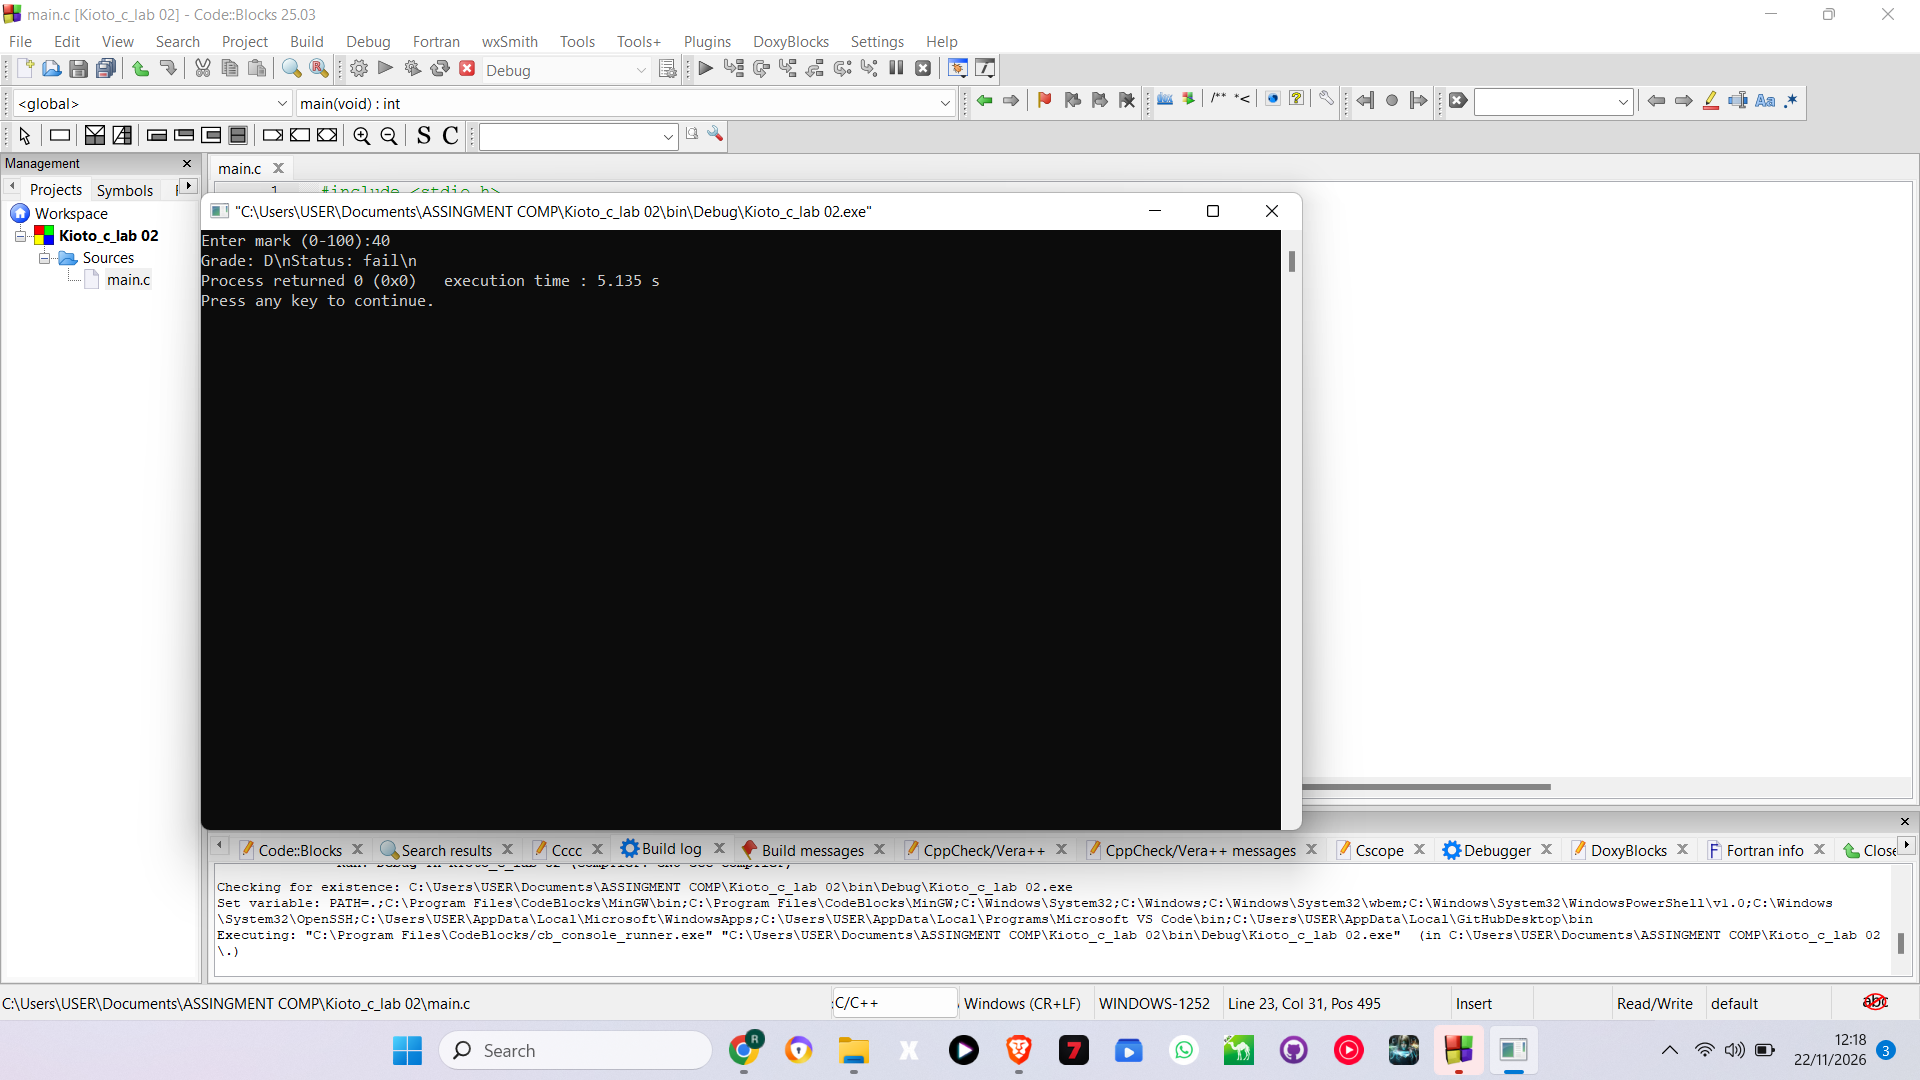 main.c [Kioto_c_lab 02] - Code::Blocks 25.03
File Edit View Search Project Build Debug Fortran wxSmith Tools Tools+ Plugins DoxyBlocks Settings Help
Debug
<global> main(void) : int
/** *<
Aa .*
S C
Management
Projects Symbols
main.c
Workspace
Kioto_c_lab 02
Sources
main.c
1 #include <stdio.h>
"C:\Users\USER\Documents\ASSINGMENT COMP\Kioto_c_lab 02\bin\Debug\Kioto_c_lab 02.exe"
Enter mark (0-100):40
Grade: D\nStatus: fail\n
Process returned 0 (0x0)   execution time : 5.135 s
Press any key to continue.
Code::Blocks Search results Cccc Build log Build messages CppCheck/Vera++ CppCheck/Vera++ messages Cscope Debugger DoxyBlocks Fortran info Close
Checking for existence: C:\Users\USER\Documents\ASSINGMENT COMP\Kioto_c_lab 02\bin\Debug\Kioto_c_lab 02.exe
Set variable: PATH=.;C:\Program Files\CodeBlocks\MinGW\bin;C:\Program Files\CodeBlocks\MinGW;C:\Windows\System32;C:\Windows;C:\Windows\System32\wbem;C:\Windows\System32\WindowsPowerShell\v1.0;C:\Windows
\System32\OpenSSH;C:\Users\USER\AppData\Local\Microsoft\WindowsApps;C:\Users\USER\AppData\Local\Programs\Microsoft VS Code\bin;C:\Users\USER\AppData\Local\GitHubDesktop\bin
Executing: "C:\Program Files\CodeBlocks/cb_console_runner.exe" "C:\Users\USER\Documents\ASSINGMENT COMP\Kioto_c_lab 02\bin\Debug\Kioto_c_lab 02.exe"  (in C:\Users\USER\Documents\ASSINGMENT COMP\Kioto_c_lab 02
\.)
C:\Users\USER\Documents\ASSINGMENT COMP\Kioto_c_lab 02\main.c C/C++ Windows (CR+LF) WINDOWS-1252 Line 23, Col 31, Pos 495 Insert Read/Write default abc
Search
12:18
22/11/2026
3